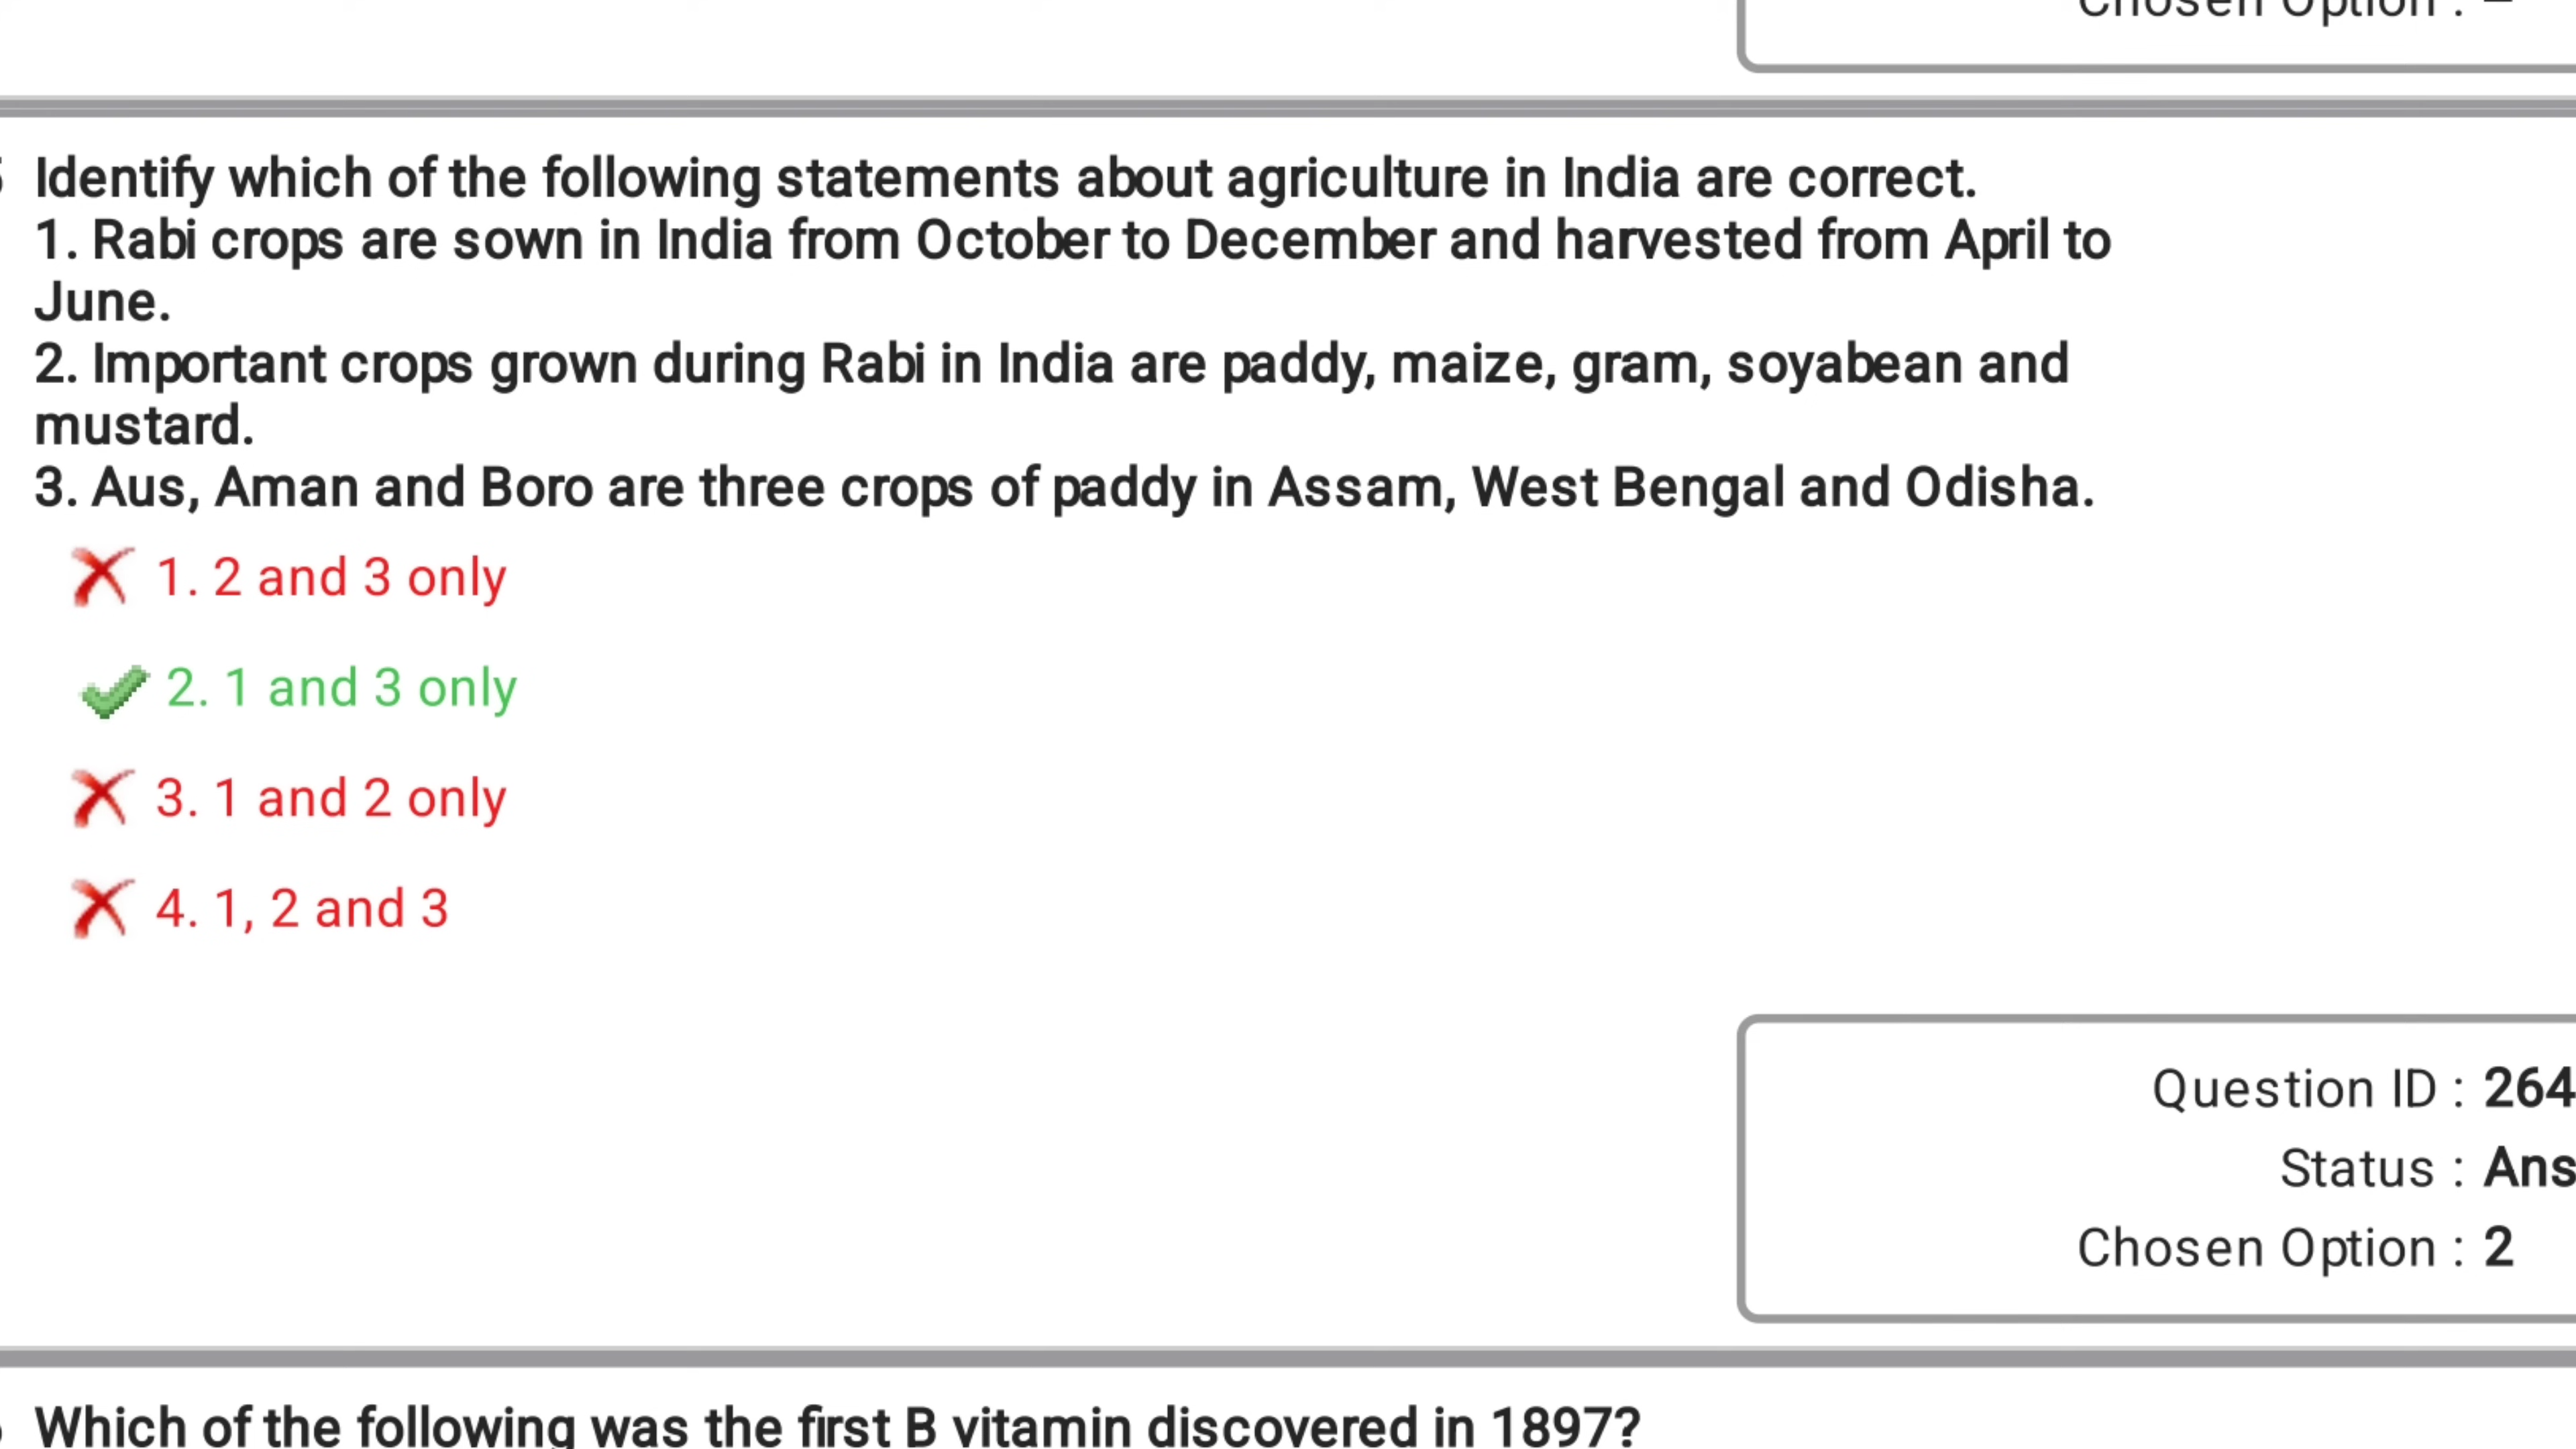 Chosen Option : –
Identify which of the following statements about agriculture in India are correct.
1. Rabi crops are sown in India from October to December and harvested from April to
June.
2. Important crops grown during Rabi in India are paddy, maize, gram, soyabean and
mustard.
3. Aus, Aman and Boro are three crops of paddy in Assam, West Bengal and Odisha.
1. 2 and 3 only
2. 1 and 3 only
3. 1 and 2 only
4. 1, 2 and 3
Question ID : 264
Status : Ans
Chosen Option : 2
Which of the following was the first B vitamin discovered in 1897?